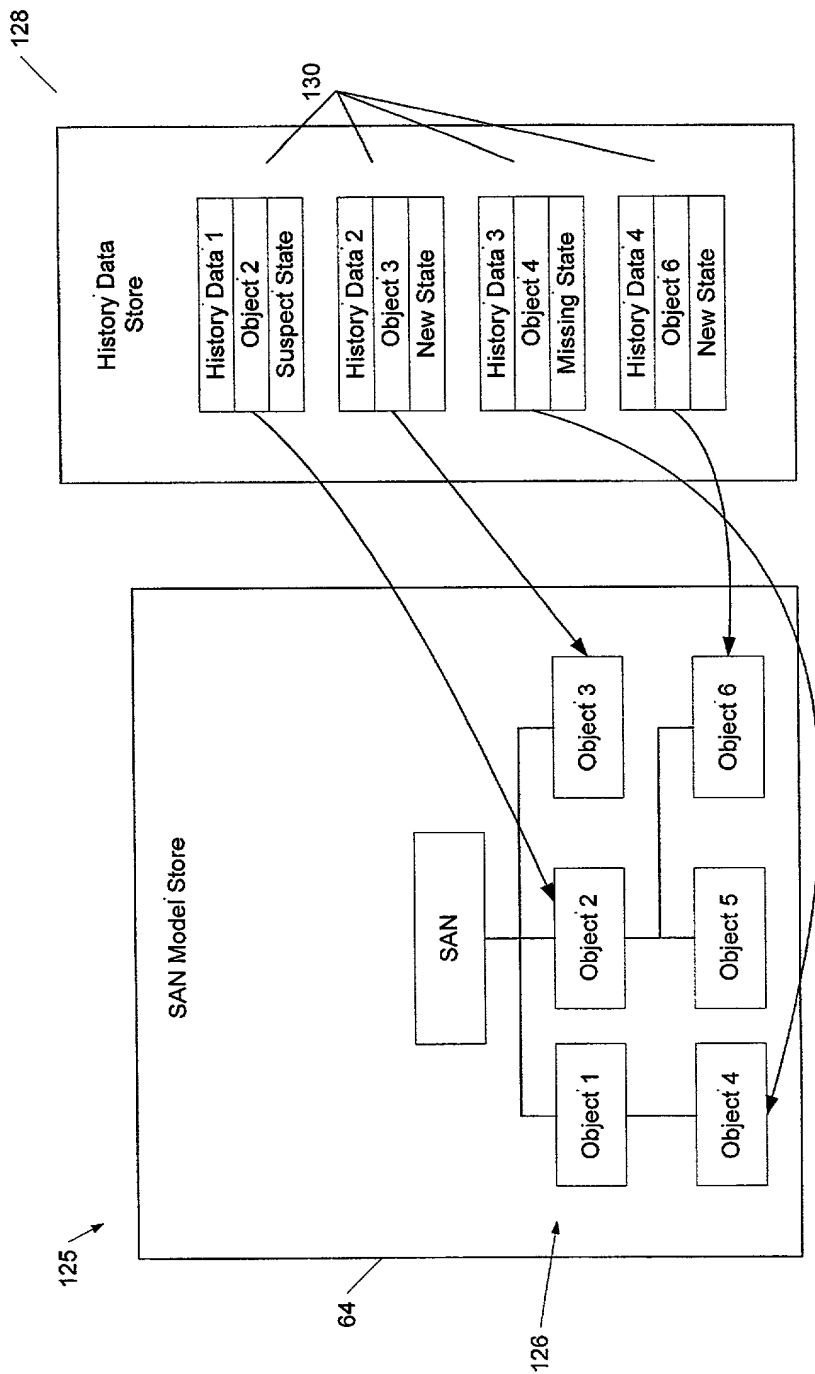 128
130
History Data
Store
History Data 1
Object 2
Suspect State
History Data 2
Object 3
New State
History Data 3
Object 4
Missing State
History Data 4
Object 6
New State
125
64
126
SAN Model Store
SAN
Object 1
Object 2
Object 3
Object 4
Object 5
Object 6